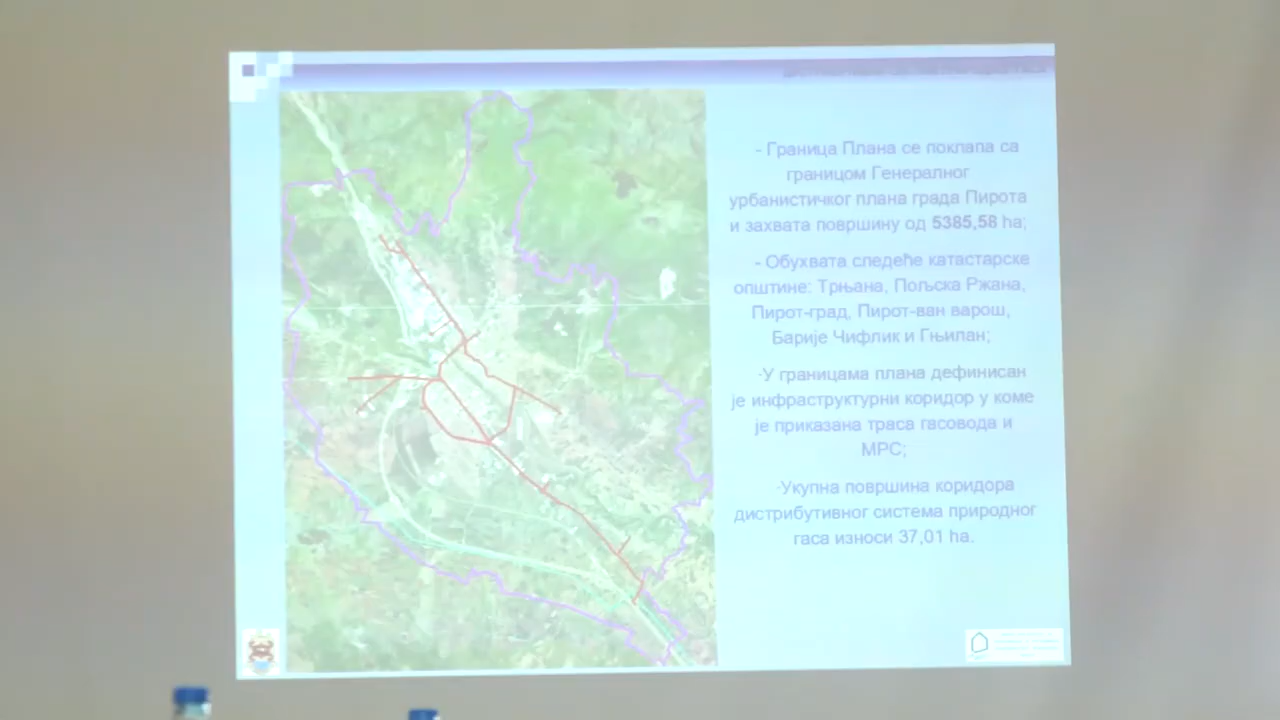 - Граница Плана се поклапа са
границом Генералног
урбанистичког плана града Пирота
и захвата површину од 5385,58 ha;
- Обухвата следеће катастарске
општине: Трњана, Пољска Ржана,
Пирот-град, Пирот-ван варош,
Барије Чифлик и Гњилан;
-У границама плана дефинисан
је инфраструктурни коридор у коме
је приказана траса гасовода и
МРС;
-Укупна површина коридора
дистрибутивног система природног
гаса износи 37,01 ha.